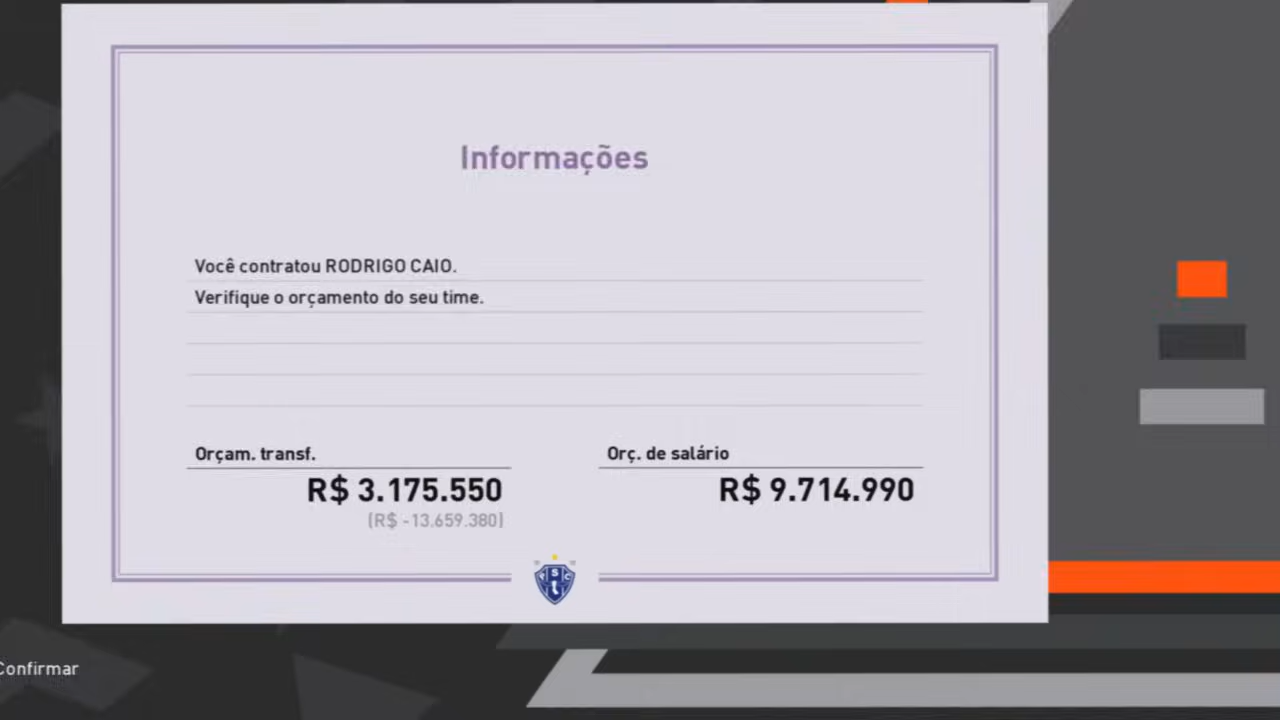 Informações
Você contratou RODRIGO CAIO.
Verifique o orçamento do seu time.
Orçam. transf.
R$ 3.175.550
(R$ -13.659.380)
Orç. de salário
R$ 9.714.990
PSC
Confirmar